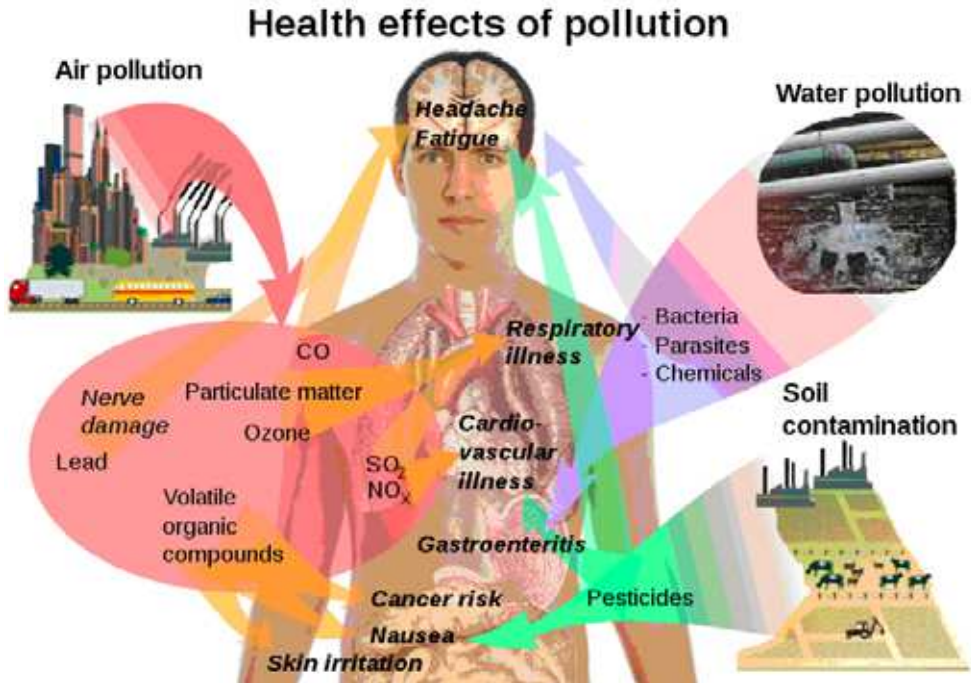 Health effects of pollution
Air pollution
Water pollution
Headache
Fatigue
CO
Respiratory
illness
- Bacteria
- Parasites
- Chemicals
Nerve
damage
Particulate matter
Ozone
Lead
Cardio-
vascular
illness
SO₂
NOₓ
Soil
contamination
Volatile
organic
compounds
Gastroenteritis
Cancer risk
Pesticides
Nausea
Skin irritation